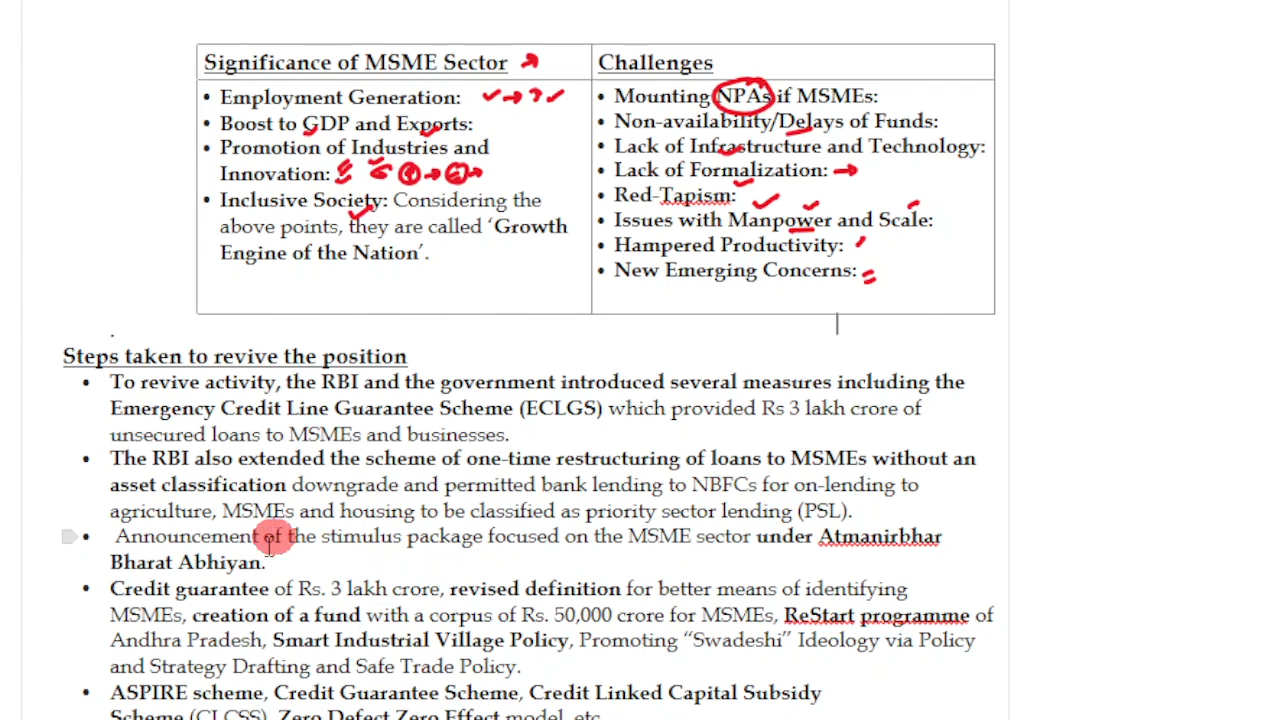 Significance of MSME Sector
• Employment Generation:
• Boost to GDP and Exports:
• Promotion of Industries and
Innovation:
• Inclusive Society: Considering the
above points, they are called ‘Growth
Engine of the Nation’.
Challenges
• Mounting NPAs if MSMEs:
• Non-availability/Delays of Funds:
• Lack of Infrastructure and Technology:
• Lack of Formalization:
• Red-Tapism:
• Issues with Manpower and Scale:
• Hampered Productivity:
• New Emerging Concerns:
.
Steps taken to revive the position
• To revive activity, the RBI and the government introduced several measures including the
Emergency Credit Line Guarantee Scheme (ECLGS) which provided Rs 3 lakh crore of
unsecured loans to MSMEs and businesses.
• The RBI also extended the scheme of one-time restructuring of loans to MSMEs without an
asset classification downgrade and permitted bank lending to NBFCs for on-lending to
agriculture, MSMEs and housing to be classified as priority sector lending (PSL).
• Announcement of the stimulus package focused on the MSME sector under Atmanirbhar
Bharat Abhiyan.
• Credit guarantee of Rs. 3 lakh crore, revised definition for better means of identifying
MSMEs, creation of a fund with a corpus of Rs. 50,000 crore for MSMEs, ReStart programme of
Andhra Pradesh, Smart Industrial Village Policy, Promoting “Swadeshi” Ideology via Policy
and Strategy Drafting and Safe Trade Policy.
• ASPIRE scheme, Credit Guarantee Scheme, Credit Linked Capital Subsidy
Scheme (CLCSS), Zero Defect Zero Effect model, etc